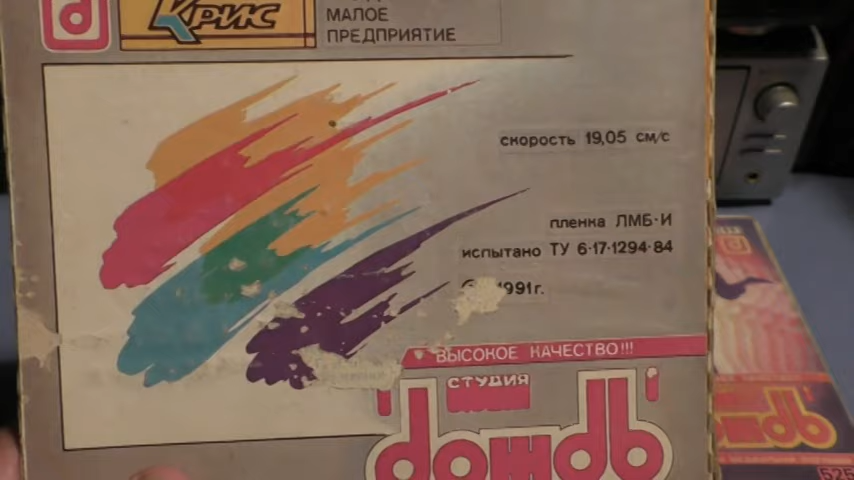 Крис
МАЛОЕ
ПРЕДПРИЯТИЕ
скорость 19,05 см/с
пленка ЛМБ-И
испытано ТУ 6-17-1294-84
1991г.
ВЫСОКОЕ КАЧЕСТВО!!!
СТУДИЯ
дождь
525